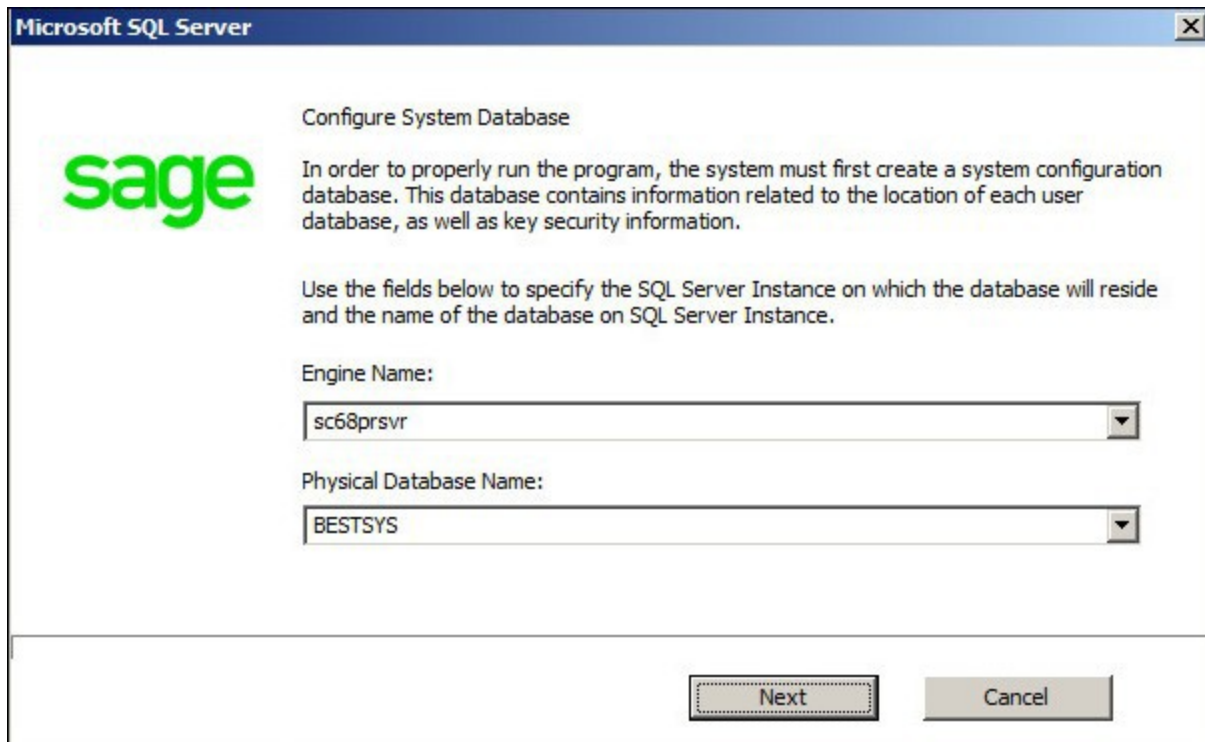 Microsoft SQL Server
sage
Configure System Database
In order to properly run the program, the system must first create a system configuration
database. This database contains information related to the location of each user
database, as well as key security information.
Use the fields below to specify the SQL Server Instance on which the database will reside
and the name of the database on SQL Server Instance.
Engine Name:
sc68prsvr
Physical Database Name:
BESTSYS
Next
Cancel